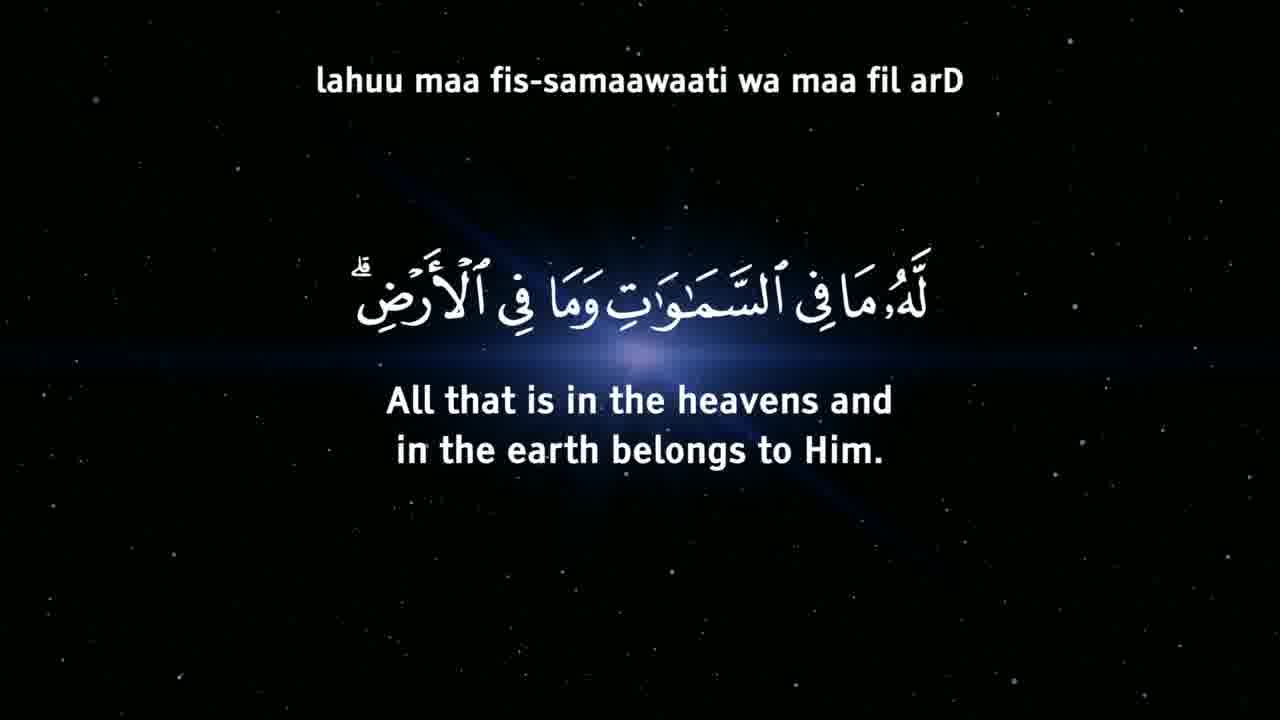 lahuu maa fis-samaawaati wa maa fil arD
لَّهُۥ مَا فِى ٱلسَّمَـٰوَٰتِ وَمَا فِى ٱلْأَرْضِ ۗ
All that is in the heavens and
in the earth belongs to Him.